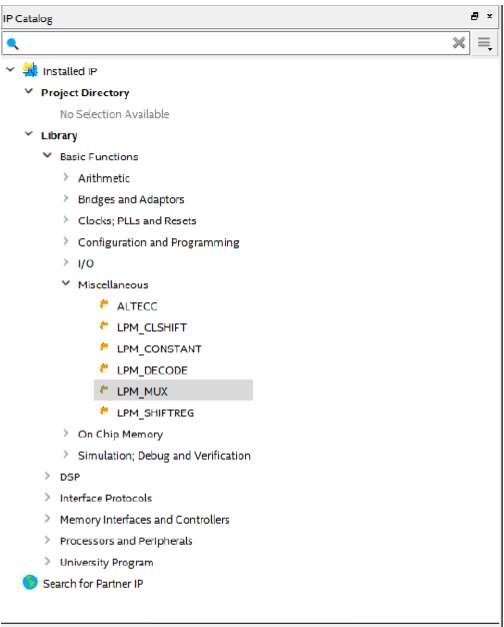 IP Catalog
Installed IP
Project Directory
No Selection Available
Library
Basic Functions
Arithmetic
Bridges and Adaptors
Clocks; PLLs and Resets
Configuration and Programming
I/O
Miscellaneous
ALTECC
LPM_CLSHIFT
LPM_CONSTANT
LPM_DECODE
LPM_MUX
LPM_SHIFTREG
On Chip Memory
Simulation; Debug and Verification
DSP
Interface Protocols
Memory Interfaces and Controllers
Processors and Peripherals
University Program
Search for Partner IP